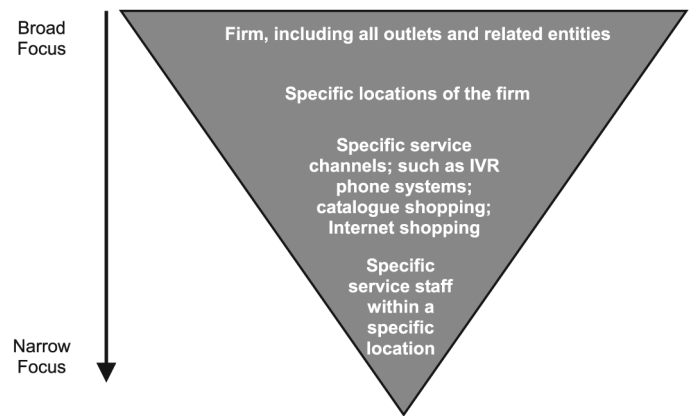 Broad
Focus
Firm, including all outlets and related entities
Specific locations of the firm
Specific service
channels; such as IVR
phone systems;
catalogue shopping;
Internet shopping
Specific
service staff
within a
specific
location
Narrow
Focus